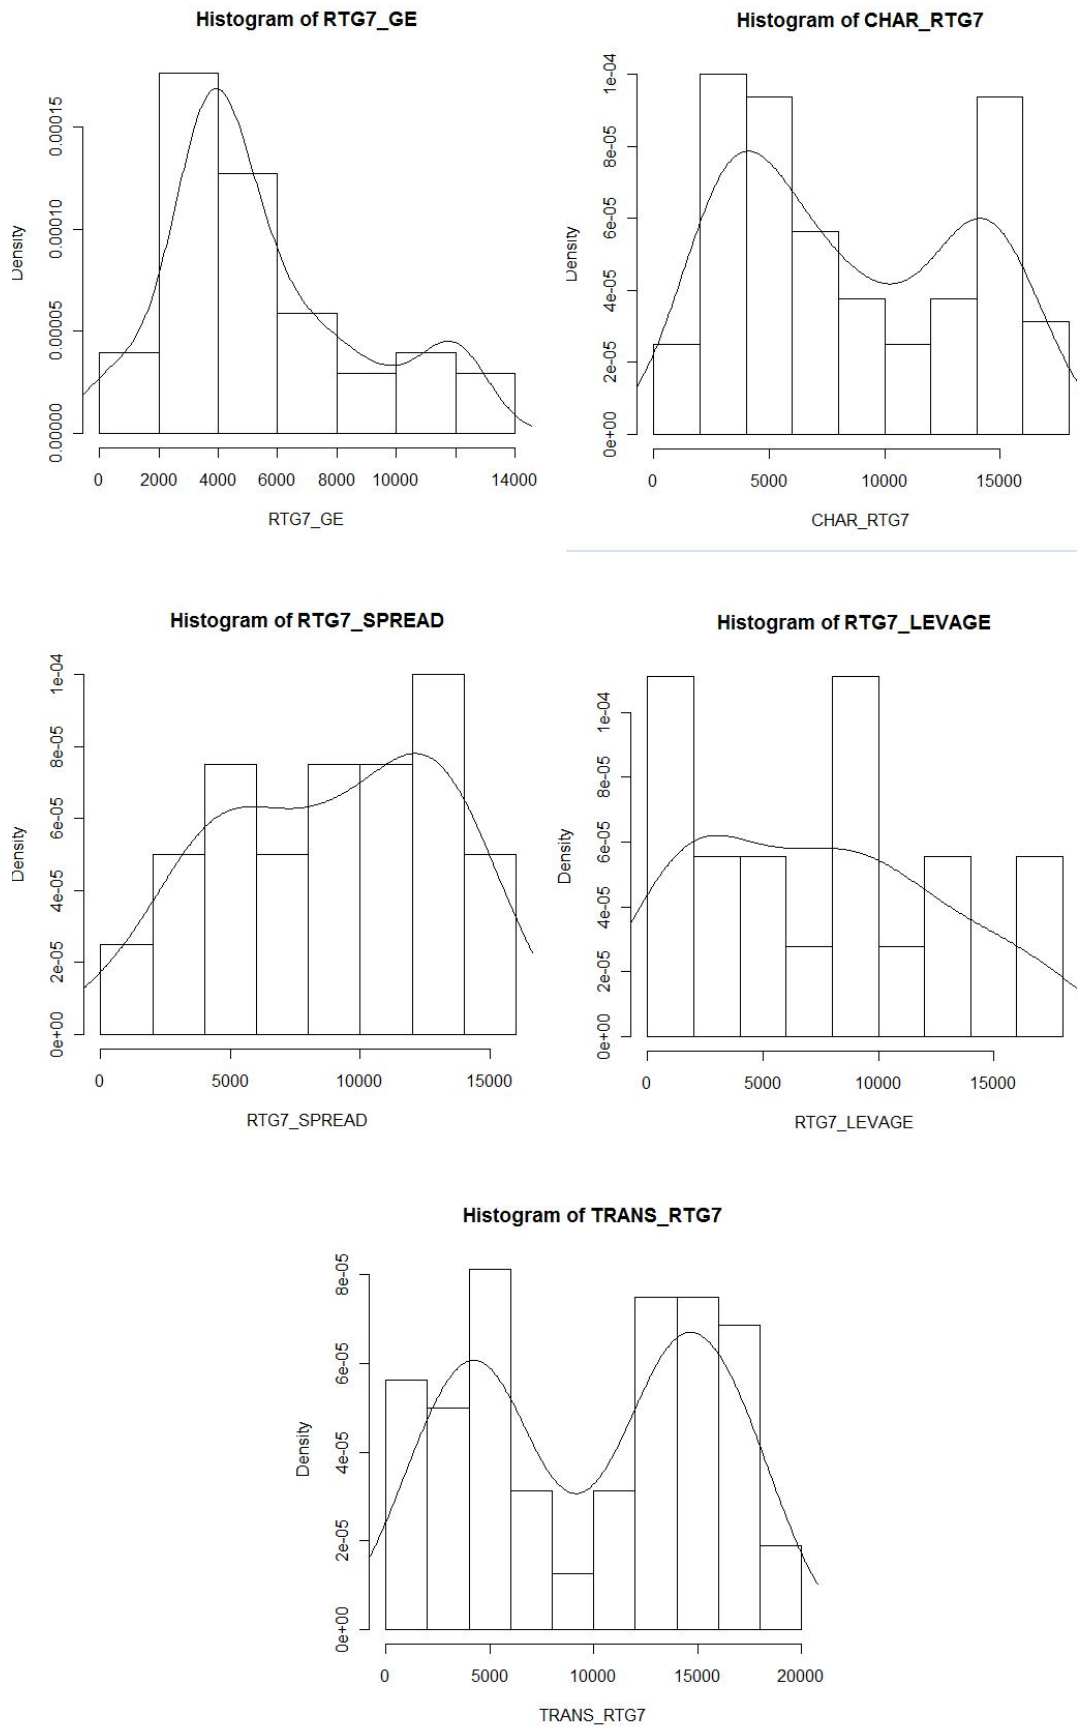 Histogram of RTG7_GE
Density
0.00000 0.00005 0.00010 0.00015
0 2000 4000 6000 8000 10000 14000
RTG7_GE
Histogram of CHAR_RTG7
Density
0e+00 2e-05 4e-05 6e-05 8e-05 1e-04
0 5000 10000 15000
CHAR_RTG7
Histogram of RTG7_SPREAD
Density
0e+00 2e-05 4e-05 6e-05 8e-05 1e-04
0 5000 10000 15000
RTG7_SPREAD
Histogram of RTG7_LEVAGE
Density
0e+00 2e-05 4e-05 6e-05 8e-05 1e-04
0 5000 10000 15000
RTG7_LEVAGE
Histogram of TRANS_RTG7
Density
0e+00 2e-05 4e-05 6e-05 8e-05
0 5000 10000 15000 20000
TRANS_RTG7